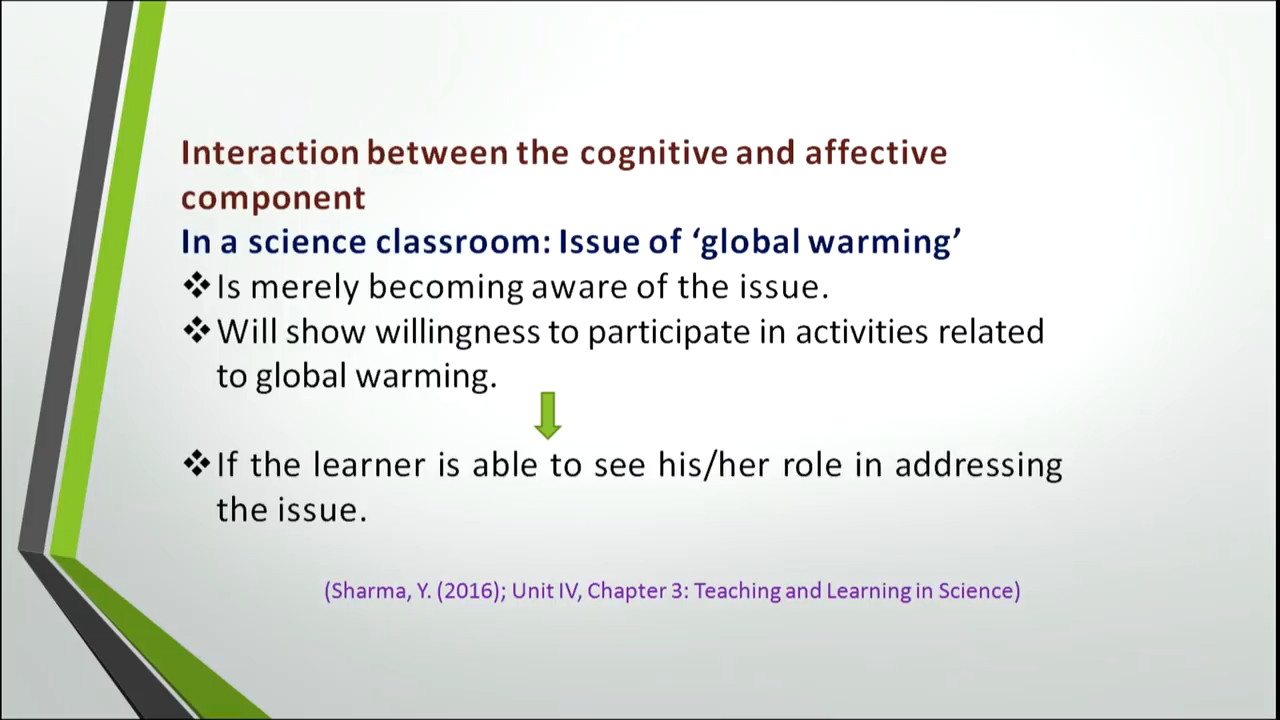 Interaction between the cognitive and affective
component
In a science classroom: Issue of ‘global warming’
❖Is merely becoming aware of the issue.
❖Will show willingness to participate in activities related
to global warming.
❖If the learner is able to see his/her role in addressing
the issue.
(Sharma, Y. (2016); Unit IV, Chapter 3: Teaching and Learning in Science)